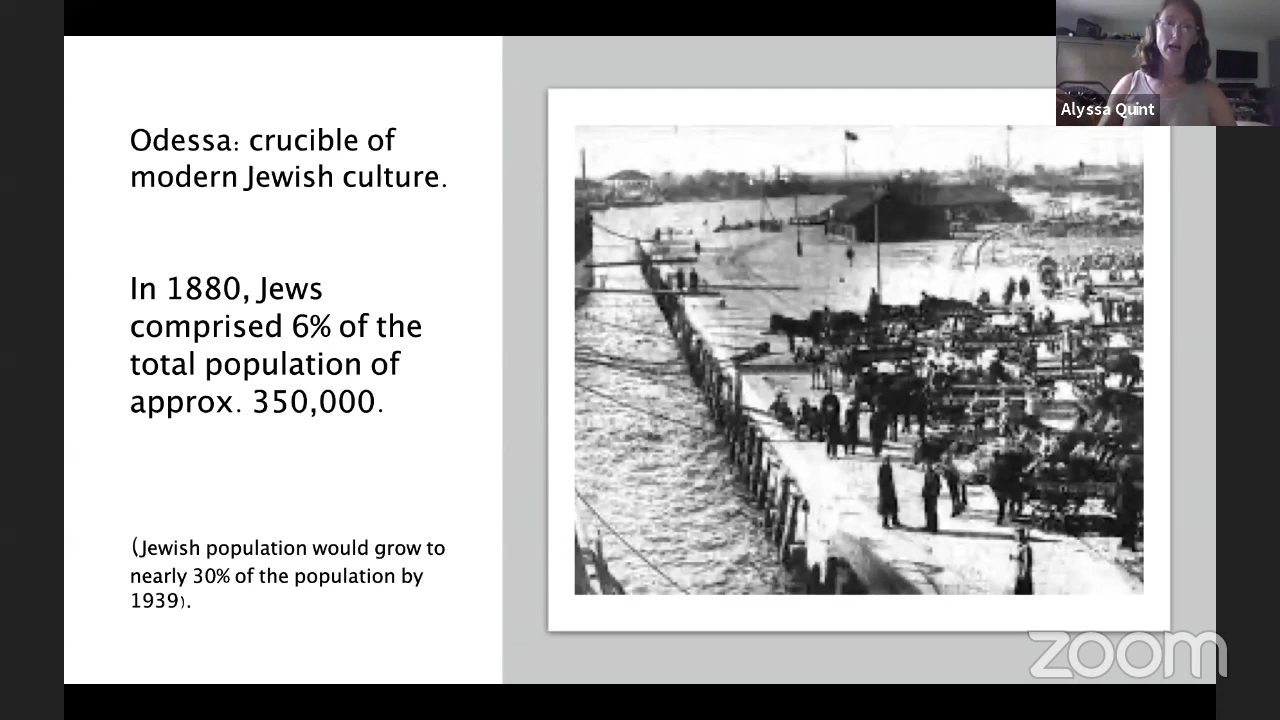 Odessa: crucible of
modern Jewish culture.
In 1880, Jews
comprised 6% of the
total population of
approx. 350,000.
(Jewish population would grow to
nearly 30% of the population by
1939).
Alyssa Quint
zoom